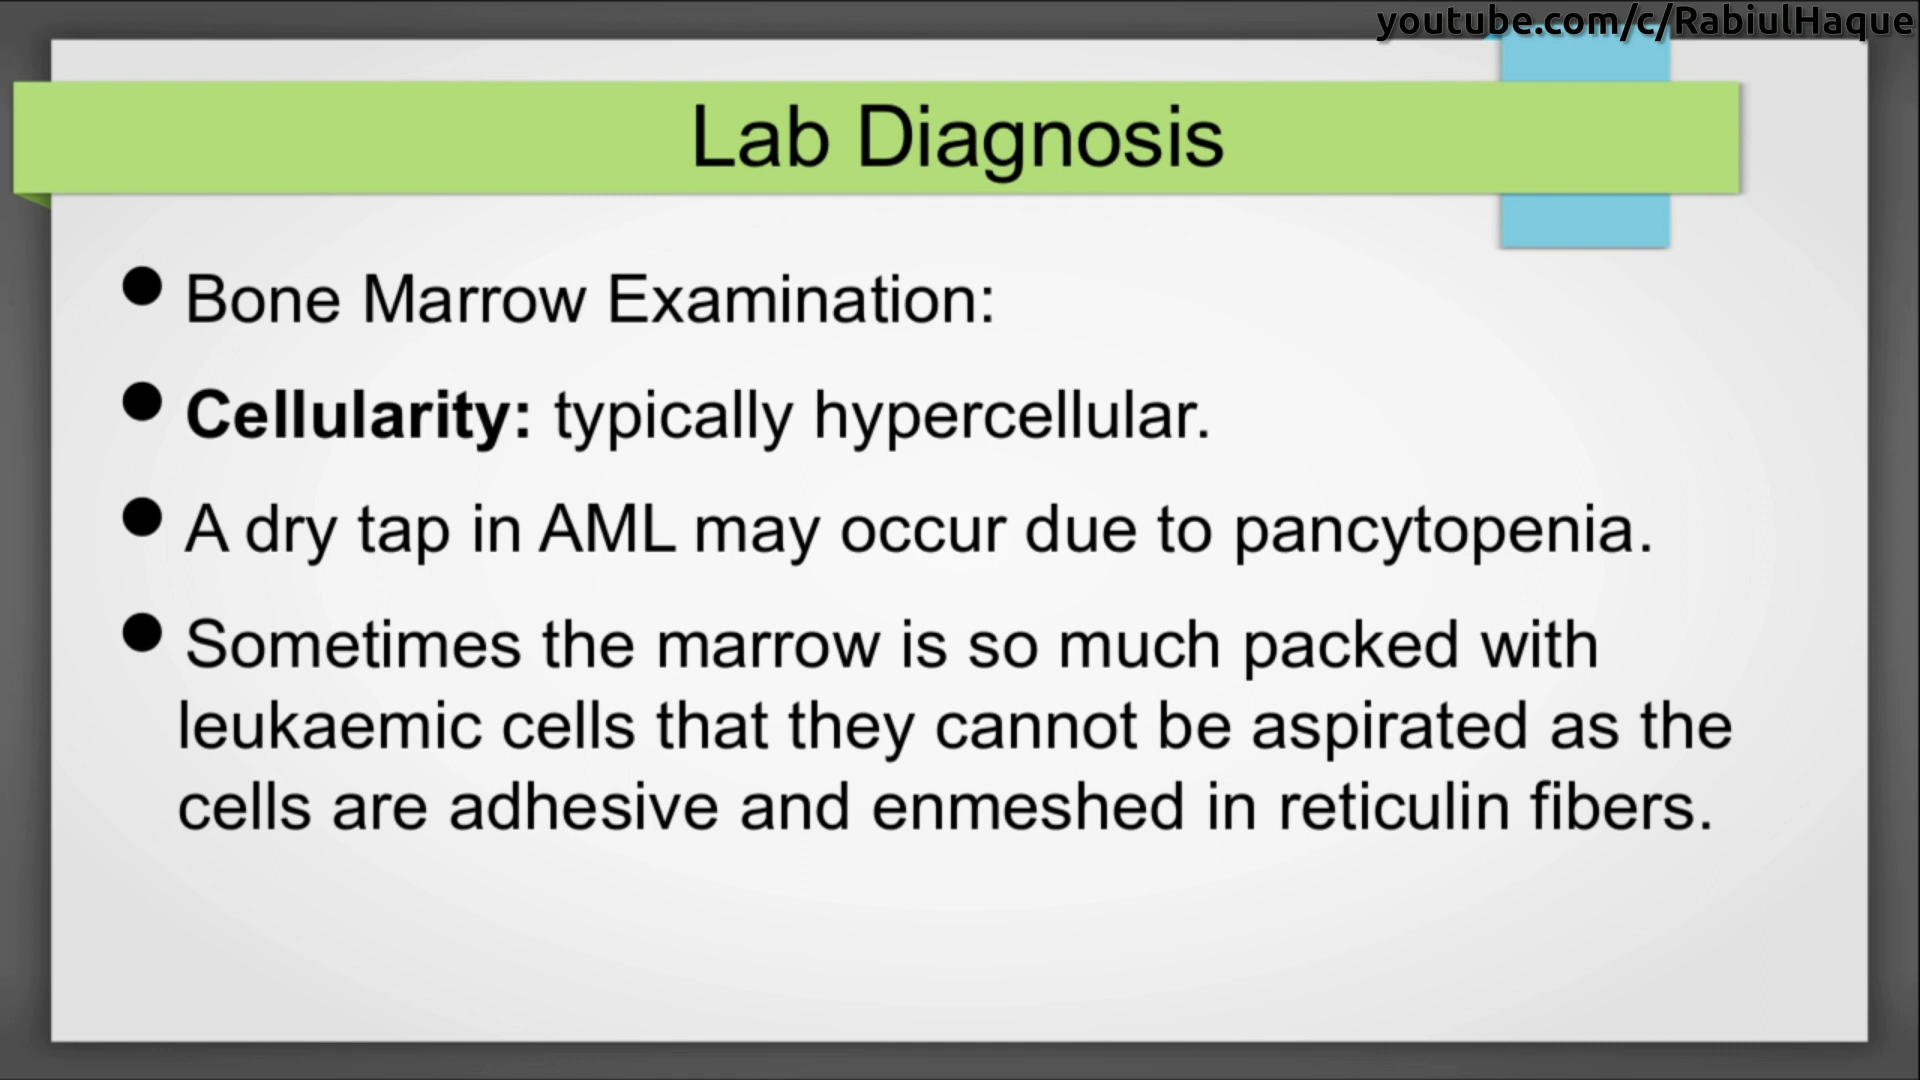 youtube.com/c/RabiulHaque
Lab Diagnosis
● Bone Marrow Examination:
● Cellularity: typically hypercellular.
● A dry tap in AML may occur due to pancytopenia.
● Sometimes the marrow is so much packed with
leukaemic cells that they cannot be aspirated as the
cells are adhesive and enmeshed in reticulin fibers.